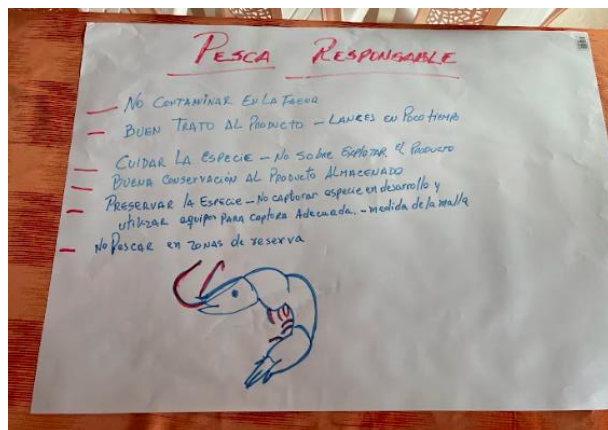 PESCA RESPONSABLE
— NO CONTAMINAR EN LA FAENA
— BUEN TRATO AL PRODUCTO – LANCES EN POCO tiempo
— CUIDAR LA ESPECIE – NO Sobre EXPLOTAR El PRODUCTO
— BUENA CONSERVACIÓN AL PRODUCTO ALMACENADO
— PRESERVAR LA ESPECIE – No capturar especie en desarrollo y
utilizar equipos PARA captura Adecuada. – medida de la malla
— No Pescar en zonas de reserva